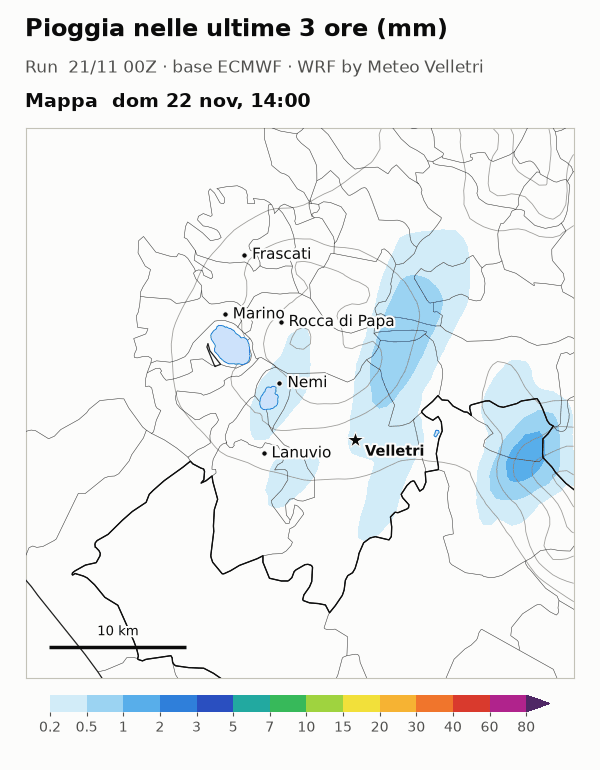 Pioggia nelle ultime 3 ore (mm)
Run  21/11 00Z · base ECMWF · WRF by Meteo Velletri
Mappa  dom 22 nov, 14:00
Frascati
Marino
Rocca di Papa
Nemi
Velletri
Lanuvio
10 km
0.2 0.5 1 2 3 5 7 10 15 20 30 40 60 80